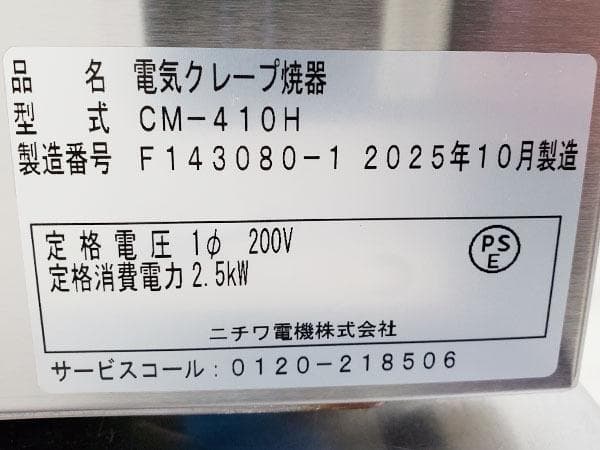 品名 電気クレープ焼器
型式 CM-410H
製造番号 F143080-1 2025年10月製造
定格電圧 1φ 200V
定格消費電力 2.5kW
PSE
ニチワ電機株式会社
サービスコール:0120-218506